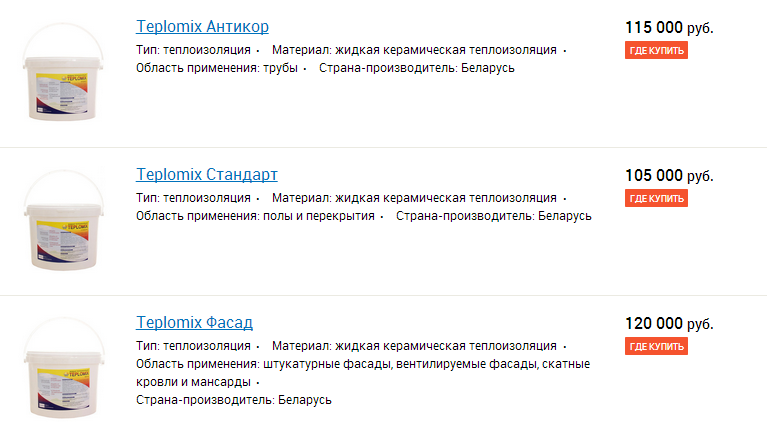 Teplomix Антикор
115 000 руб.
Тип: теплоизоляция • Материал: жидкая керамическая теплоизоляция •
ГДЕ КУПИТЬ
Область применения: трубы • Страна-производитель: Беларусь
TEPLOMIX
Teplomix Стандарт
105 000 руб.
Тип: теплоизоляция • Материал: жидкая керамическая теплоизоляция •
ГДЕ КУПИТЬ
Область применения: полы и перекрытия • Страна-производитель: Беларусь
TEPLOMIX
Teplomix Фасад
120 000 руб.
Тип: теплоизоляция • Материал: жидкая керамическая теплоизоляция •
ГДЕ КУПИТЬ
Область применения: штукатурные фасады, вентилируемые фасады, скатные
кровли и мансарды •
TEPLOMIX
Страна-производитель: Беларусь